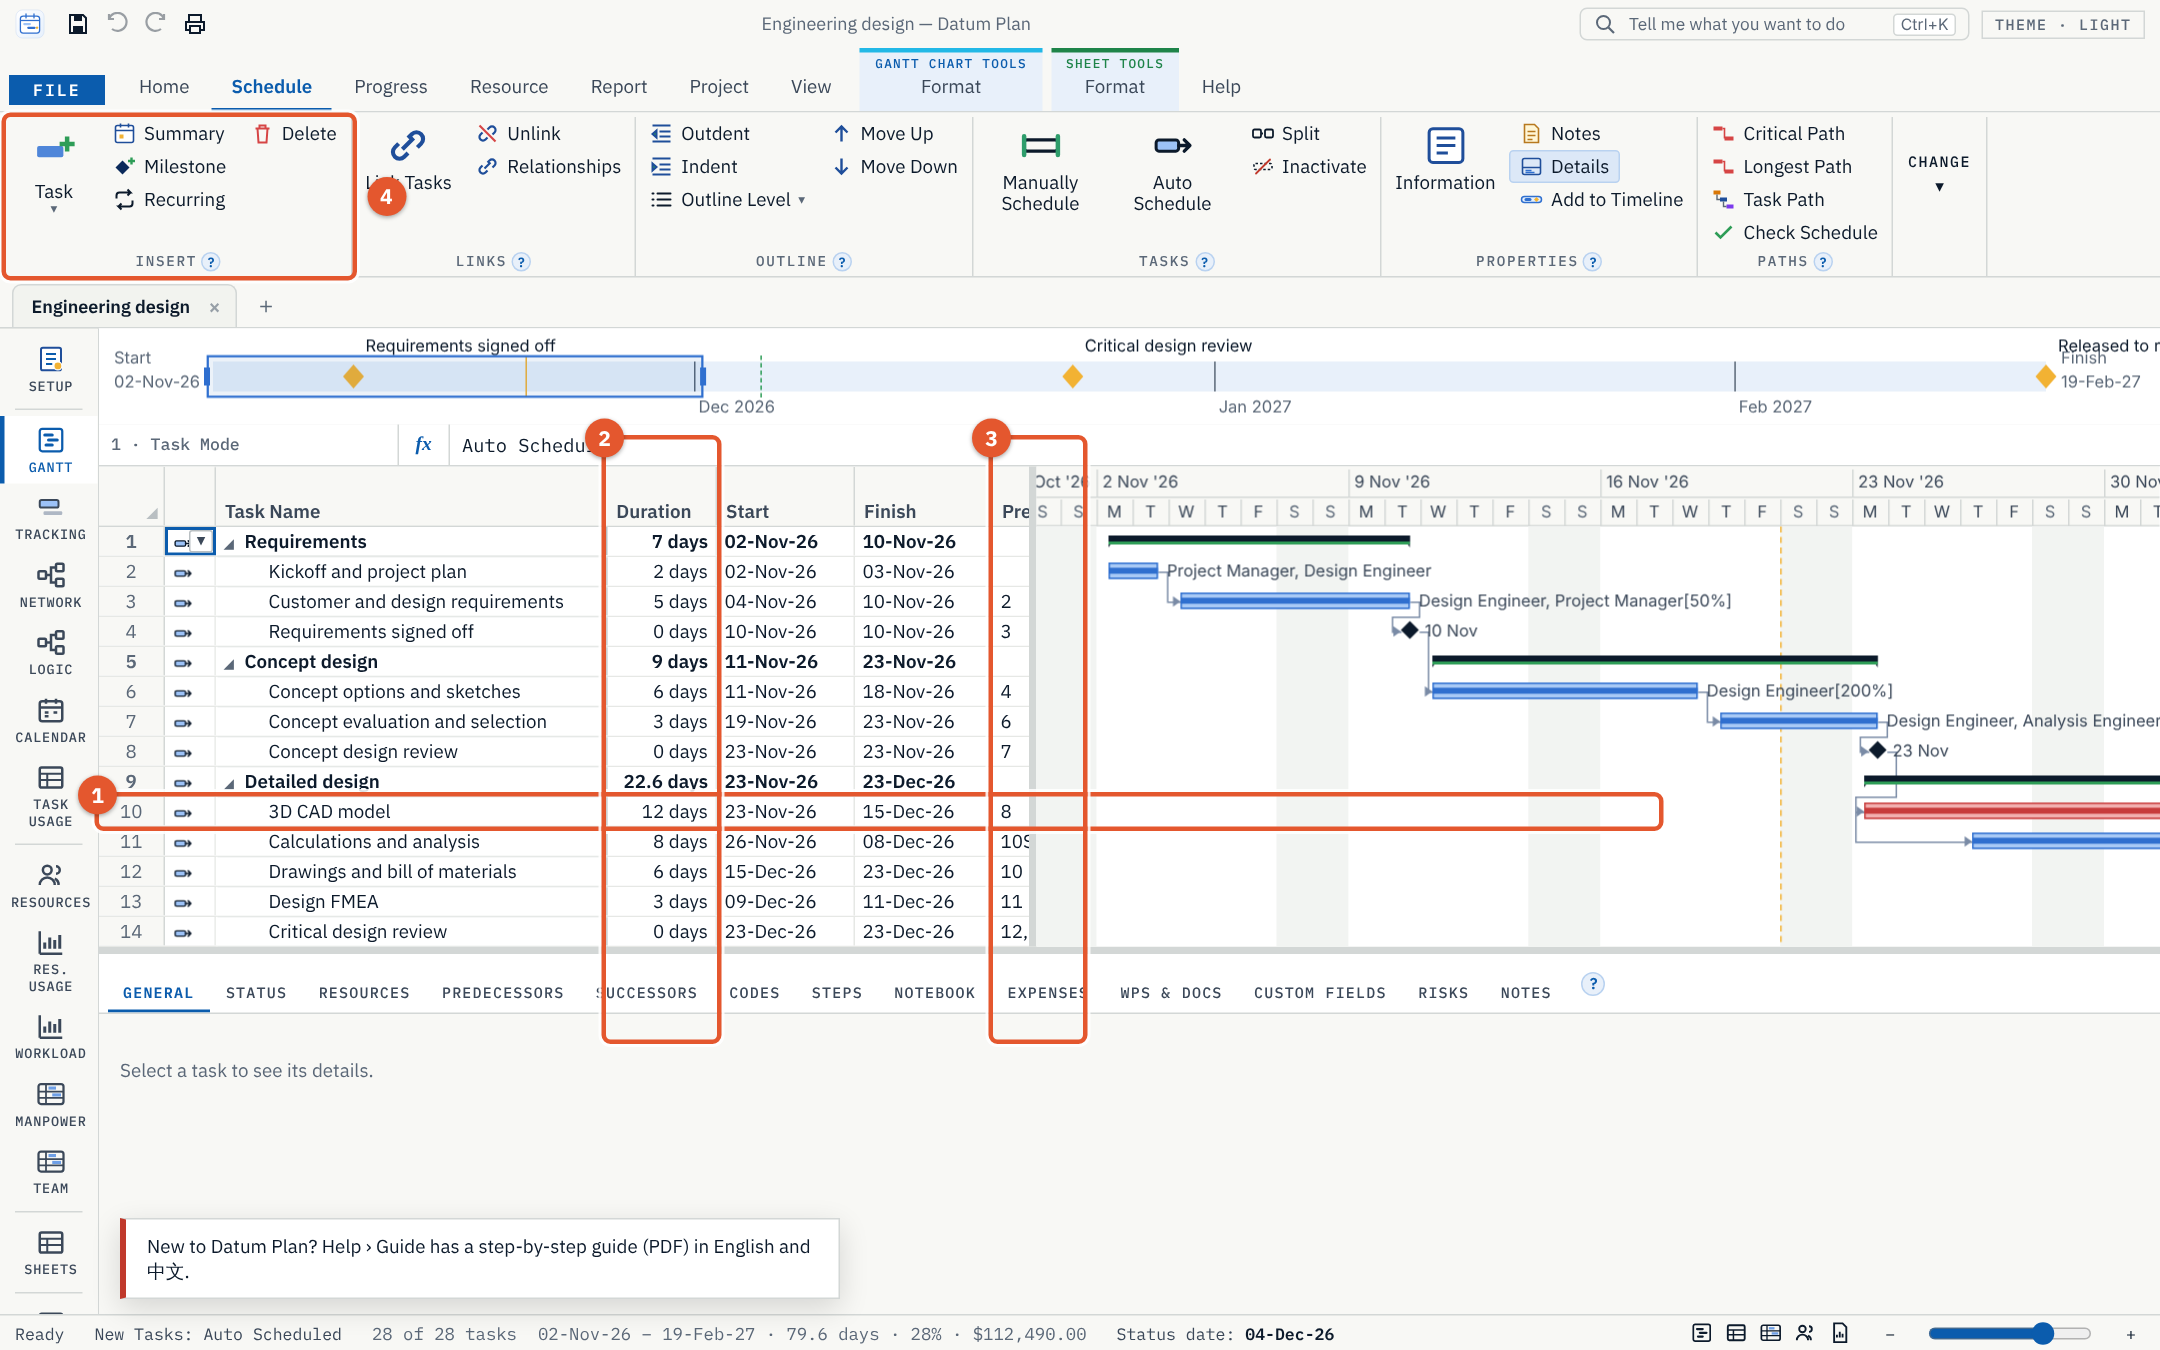 Engineering design — Datum Plan
Tell me what you want to do Ctrl+K
THEME · LIGHT
GANTT CHART TOOLS SHEET TOOLS
FILE Home Schedule Progress Resource Report Project View Format Format Help
Task
Summary Delete
Milestone
Recurring
INSERT ?
4
Tasks
Unlink
Relationships
LINKS ?
Outdent Move Up
Indent Move Down
Outline Level
OUTLINE ?
Manually Schedule
Auto Schedule
Split
Inactivate
TASKS ?
Information
Notes
Details
Add to Timeline
PROPERTIES ?
Critical Path
Longest Path
Task Path
Check Schedule
PATHS ?
CHANGE
Engineering design × +
SETUP
GANTT
TRACKING
NETWORK
LOGIC
CALENDAR
TASK USAGE
RESOURCES
RES. USAGE
WORKLOAD
MANPOWER
TEAM
SHEETS
Requirements signed off Critical design review Released to
Start Finish
02-Nov-26 19-Feb-27
Dec 2026 Jan 2027 Feb 2027
1 · Task Mode fx Auto 2 3
Oct '26 2 Nov '26 9 Nov '26 16 Nov '26 23 Nov '26 30
Task Name Duration Start Finish Pre
S S M T W T F S S M T W T F S S M T W T F S S M T W T F S S M T
1 Requirements 7 days 02-Nov-26 10-Nov-26
2 Kickoff and project plan 2 days 02-Nov-26 03-Nov-26 Project Manager, Design Engineer
3 Customer and design requirements 5 days 04-Nov-26 10-Nov-26 2 Design Engineer, Project Manager[50%]
4 Requirements signed off 0 days 10-Nov-26 10-Nov-26 3 10 Nov
5 Concept design 9 days 11-Nov-26 23-Nov-26
6 Concept options and sketches 6 days 11-Nov-26 18-Nov-26 4 Design Engineer[200%]
7 Concept evaluation and selection 3 days 19-Nov-26 23-Nov-26 6 Design Engineer, Analysis Engineer
8 Concept design review 0 days 23-Nov-26 23-Nov-26 7 23 Nov
9 Detailed design 22.6 days 23-Nov-26 23-Dec-26
1
10 3D CAD model 12 days 23-Nov-26 15-Dec-26 8
11 Calculations and analysis 8 days 26-Nov-26 08-Dec-26 10S
12 Drawings and bill of materials 6 days 15-Dec-26 23-Dec-26 10
13 Design FMEA 3 days 09-Dec-26 11-Dec-26 11
14 Critical design review 0 days 23-Dec-26 23-Dec-26 12,
GENERAL STATUS RESOURCES PREDECESSORS SUCCESSORS CODES STEPS NOTEBOOK EXPENSES WPS & DOCS CUSTOM FIELDS RISKS NOTES ?
Select a task to see its details.
New to Datum Plan? Help › Guide has a step-by-step guide (PDF) in English and
中文.
Ready New Tasks: Auto Scheduled 28 of 28 tasks 02-Nov-26 – 19-Feb-27 · 79.6 days · 28% · $112,490.00 Status date: 04-Dec-26 − +